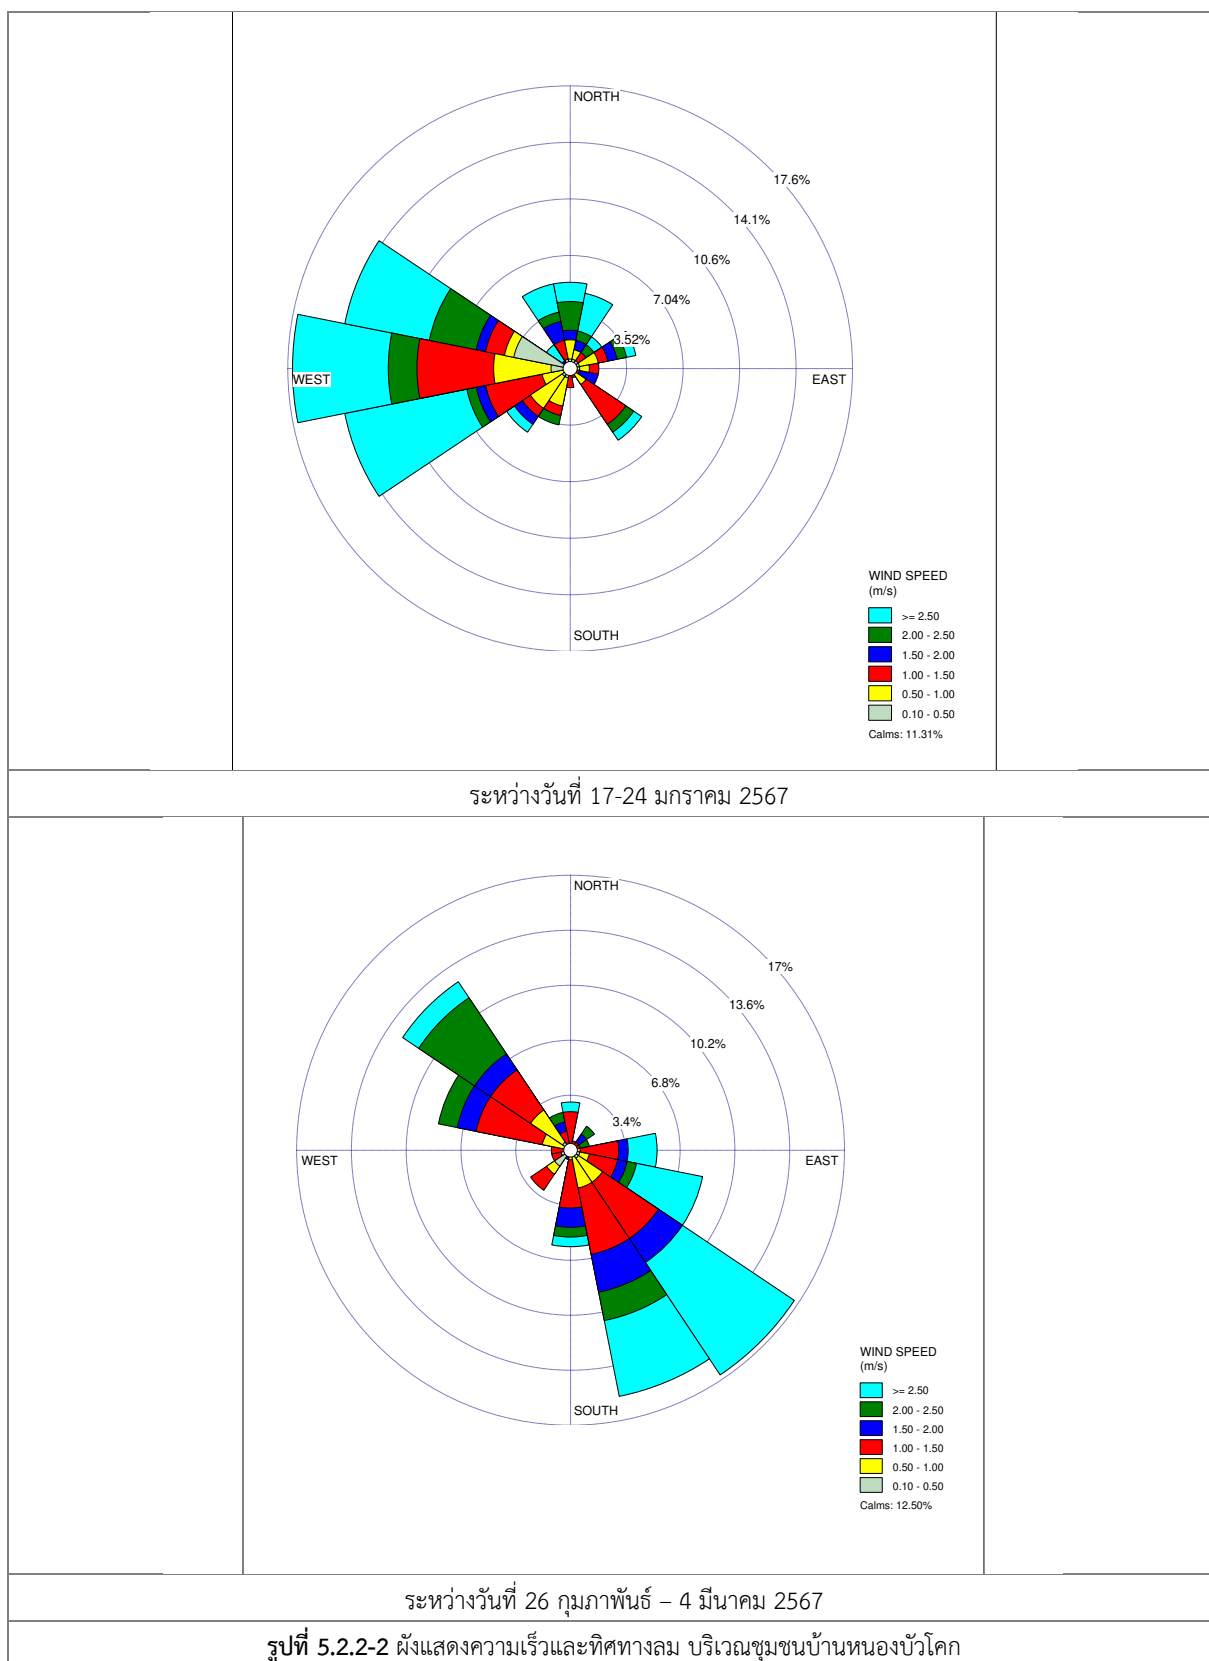 NORTH
17.6%
14.1%
10.6%
7.04%
3.52%
WEST
EAST
SOUTH
WIND SPEED
(m/s)
>= 2.50
2.00 - 2.50
1.50 - 2.00
1.00 - 1.50
0.50 - 1.00
0.10 - 0.50
Calms: 11.31%
ระหว่างวันที่ 17-24 มกราคม 2567
NORTH
17%
13.6%
10.2%
6.8%
3.4%
WEST
EAST
SOUTH
WIND SPEED
(m/s)
>= 2.50
2.00 - 2.50
1.50 - 2.00
1.00 - 1.50
0.50 - 1.00
0.10 - 0.50
Calms: 12.50%
ระหว่างวันที่ 26 กุมภาพันธ์ – 4 มีนาคม 2567
รูปที่ 5.2.2-2 ผังแสดงความเร็วและทิศทางลม บริเวณชุมชนบ้านหนองบัวโคก